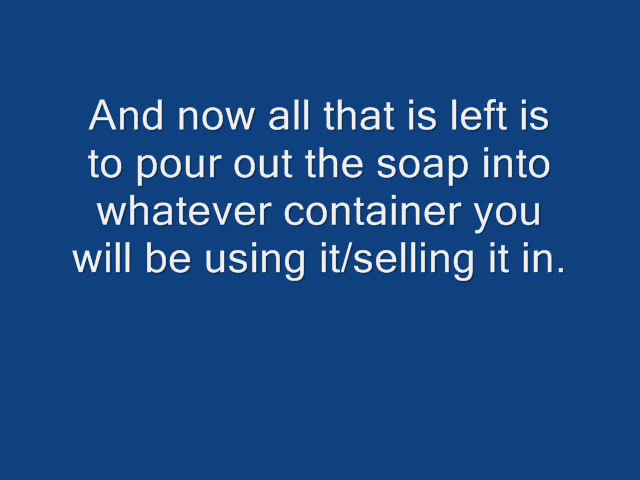 And now all that is left is
to pour out the soap into
whatever container you
will be using it/selling it in.